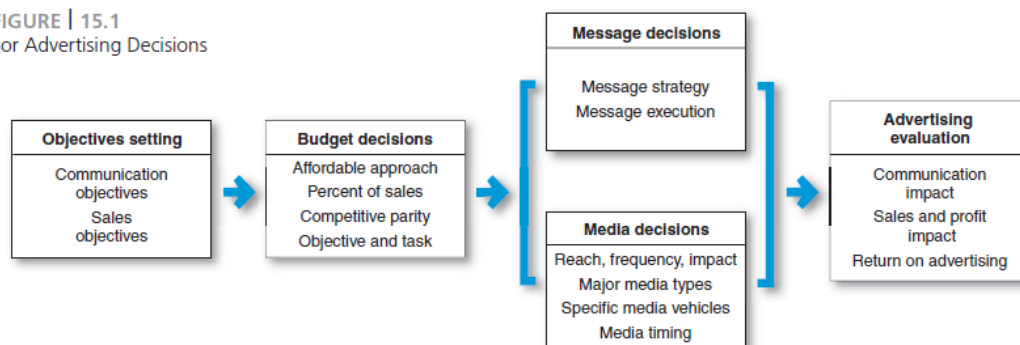 FIGURE | 15.1
or Advertising Decisions
Objectives setting
Communication
objectives
Sales
objectives
Budget decisions
Affordable approach
Percent of sales
Competitive parity
Objective and task
Message decisions
Message strategy
Message execution
Media decisions
Reach, frequency, impact
Major media types
Specific media vehicles
Media timing
Advertising
evaluation
Communication
impact
Sales and profit
impact
Return on advertising